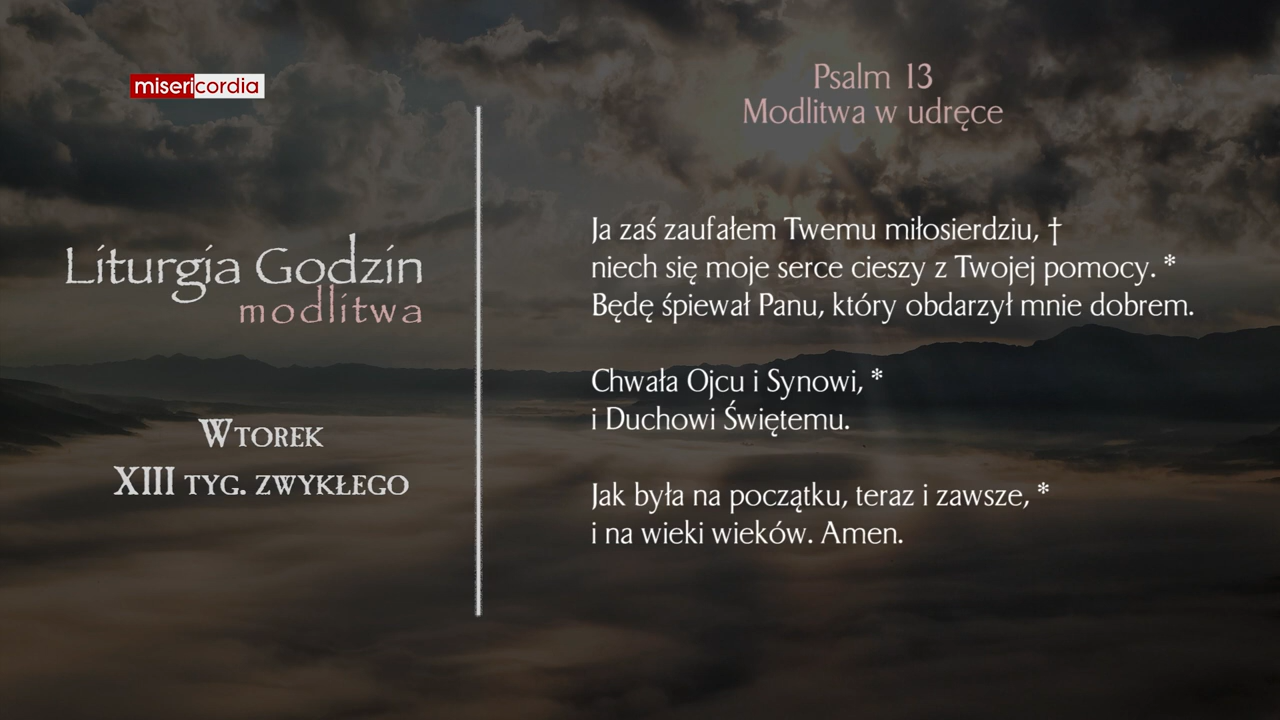 misericordia
Liturgia Godzin
modlitwa
Wtorek
XIII tyg. zwykłego
Psalm 13
Modlitwa w udręce
Ja zaś zaufałem Twemu miłosierdziu, †
niech się moje serce cieszy z Twojej pomocy. *
Będę śpiewał Panu, który obdarzył mnie dobrem.
Chwała Ojcu i Synowi, *
i Duchowi Świętemu.
Jak była na początku, teraz i zawsze, *
i na wieki wieków. Amen.